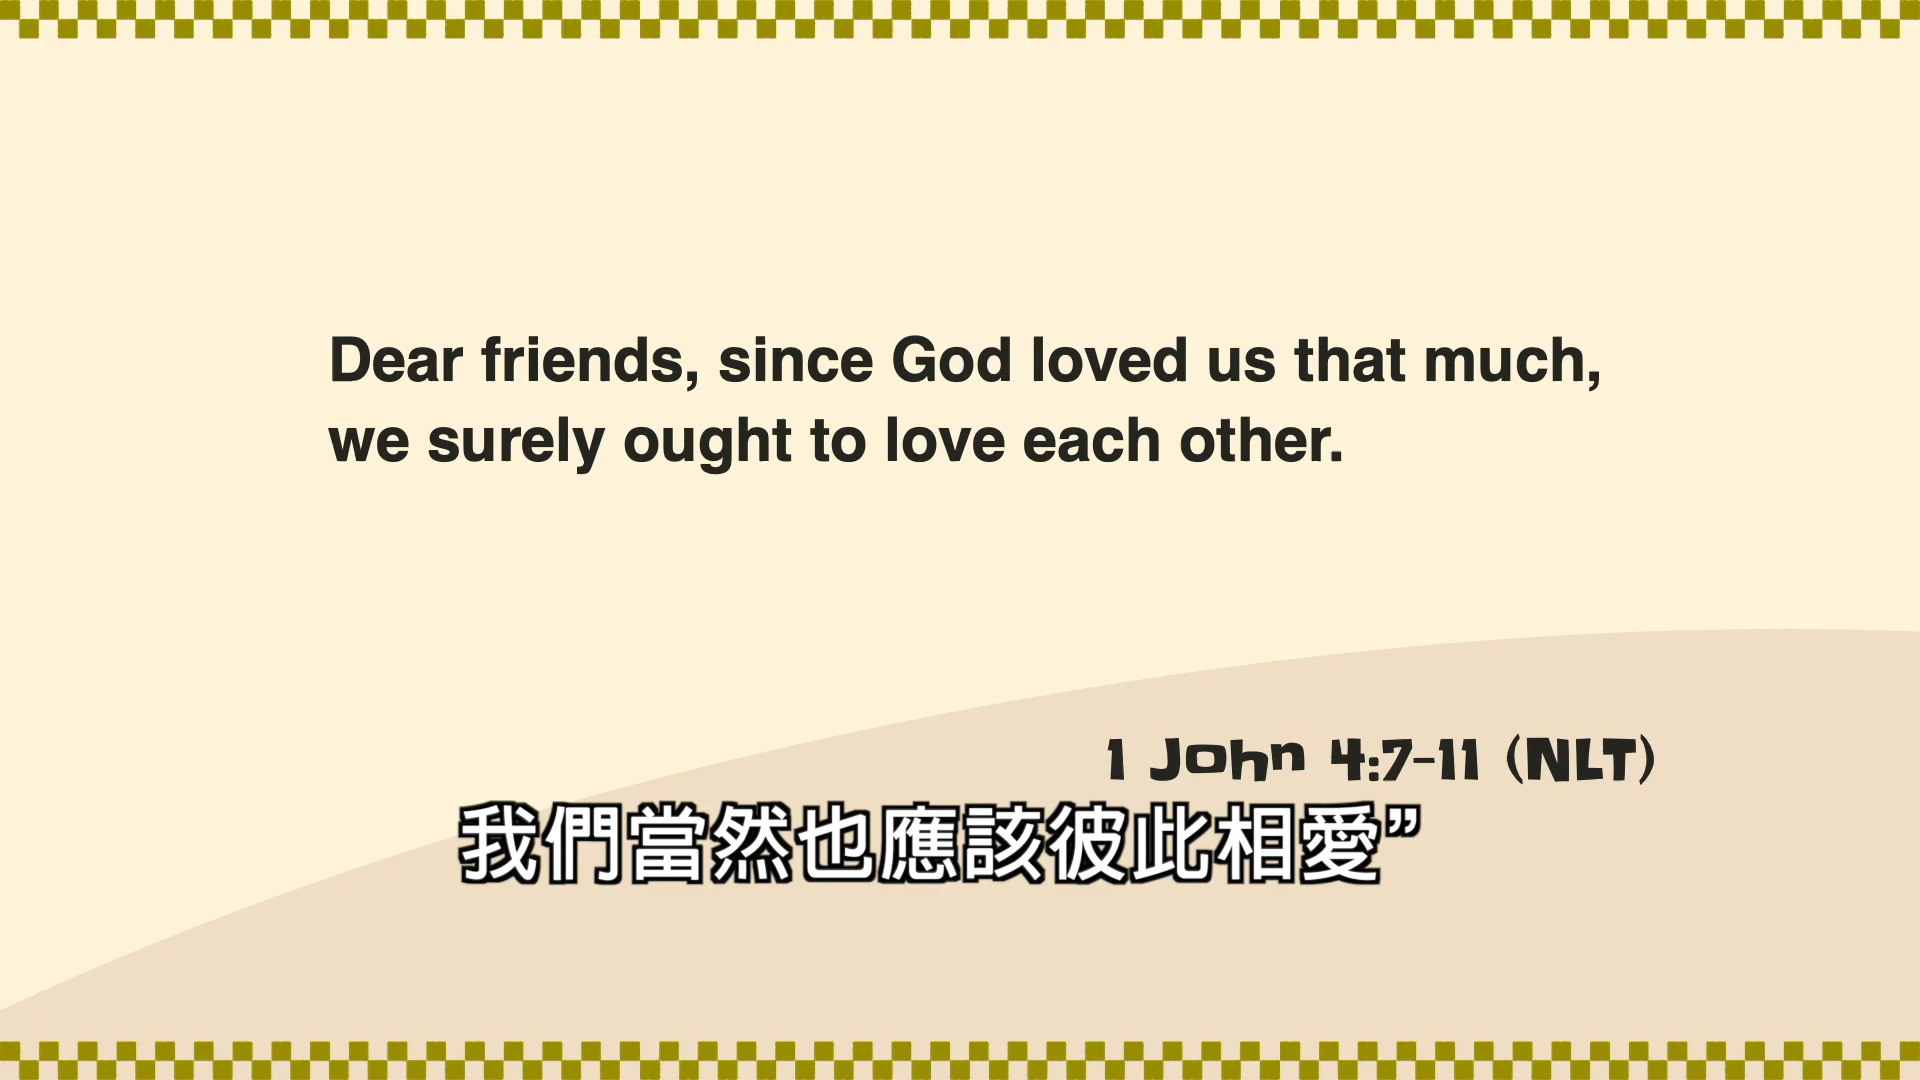 Dear friends, since God loved us that much,
we surely ought to love each other.
1 John 4:7-11 (NLT)
我們當然也應該彼此相愛”